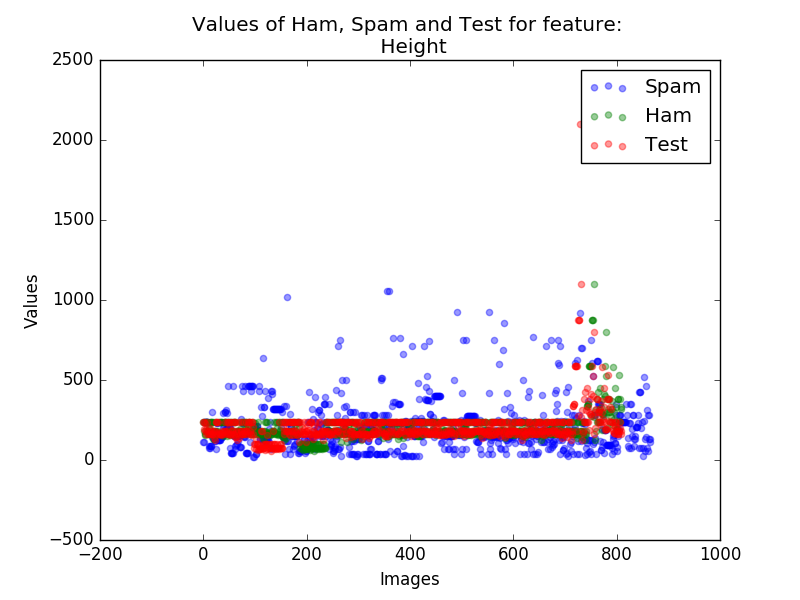 Values of Ham, Spam and Test for feature:
Height
2500
2000
1500
1000
500
0
−500
−200
0
200
400
600
800
1000
Values
Images
Spam
Ham
Test